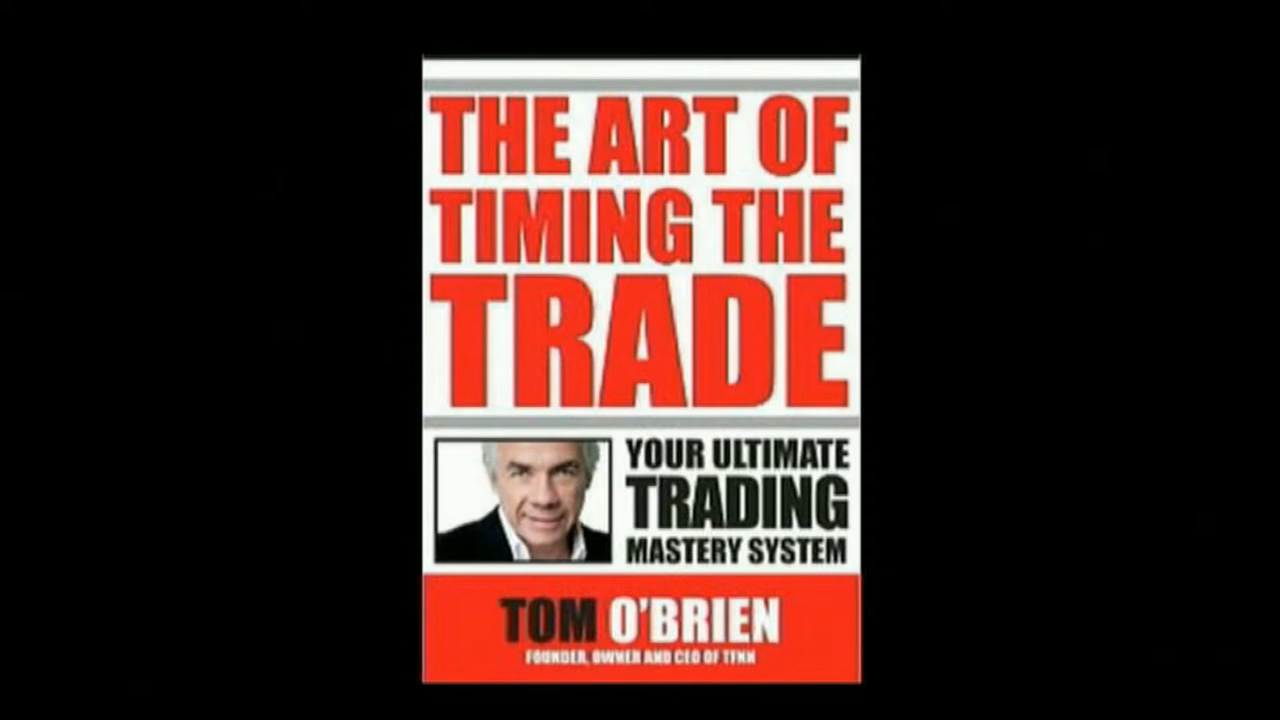 THE ART OF
TIMING THE
TRADE
YOUR ULTIMATE
TRADING
MASTERY SYSTEM
TOM O'BRIEN
FOUNDER, OWNER AND CEO OF TFNN